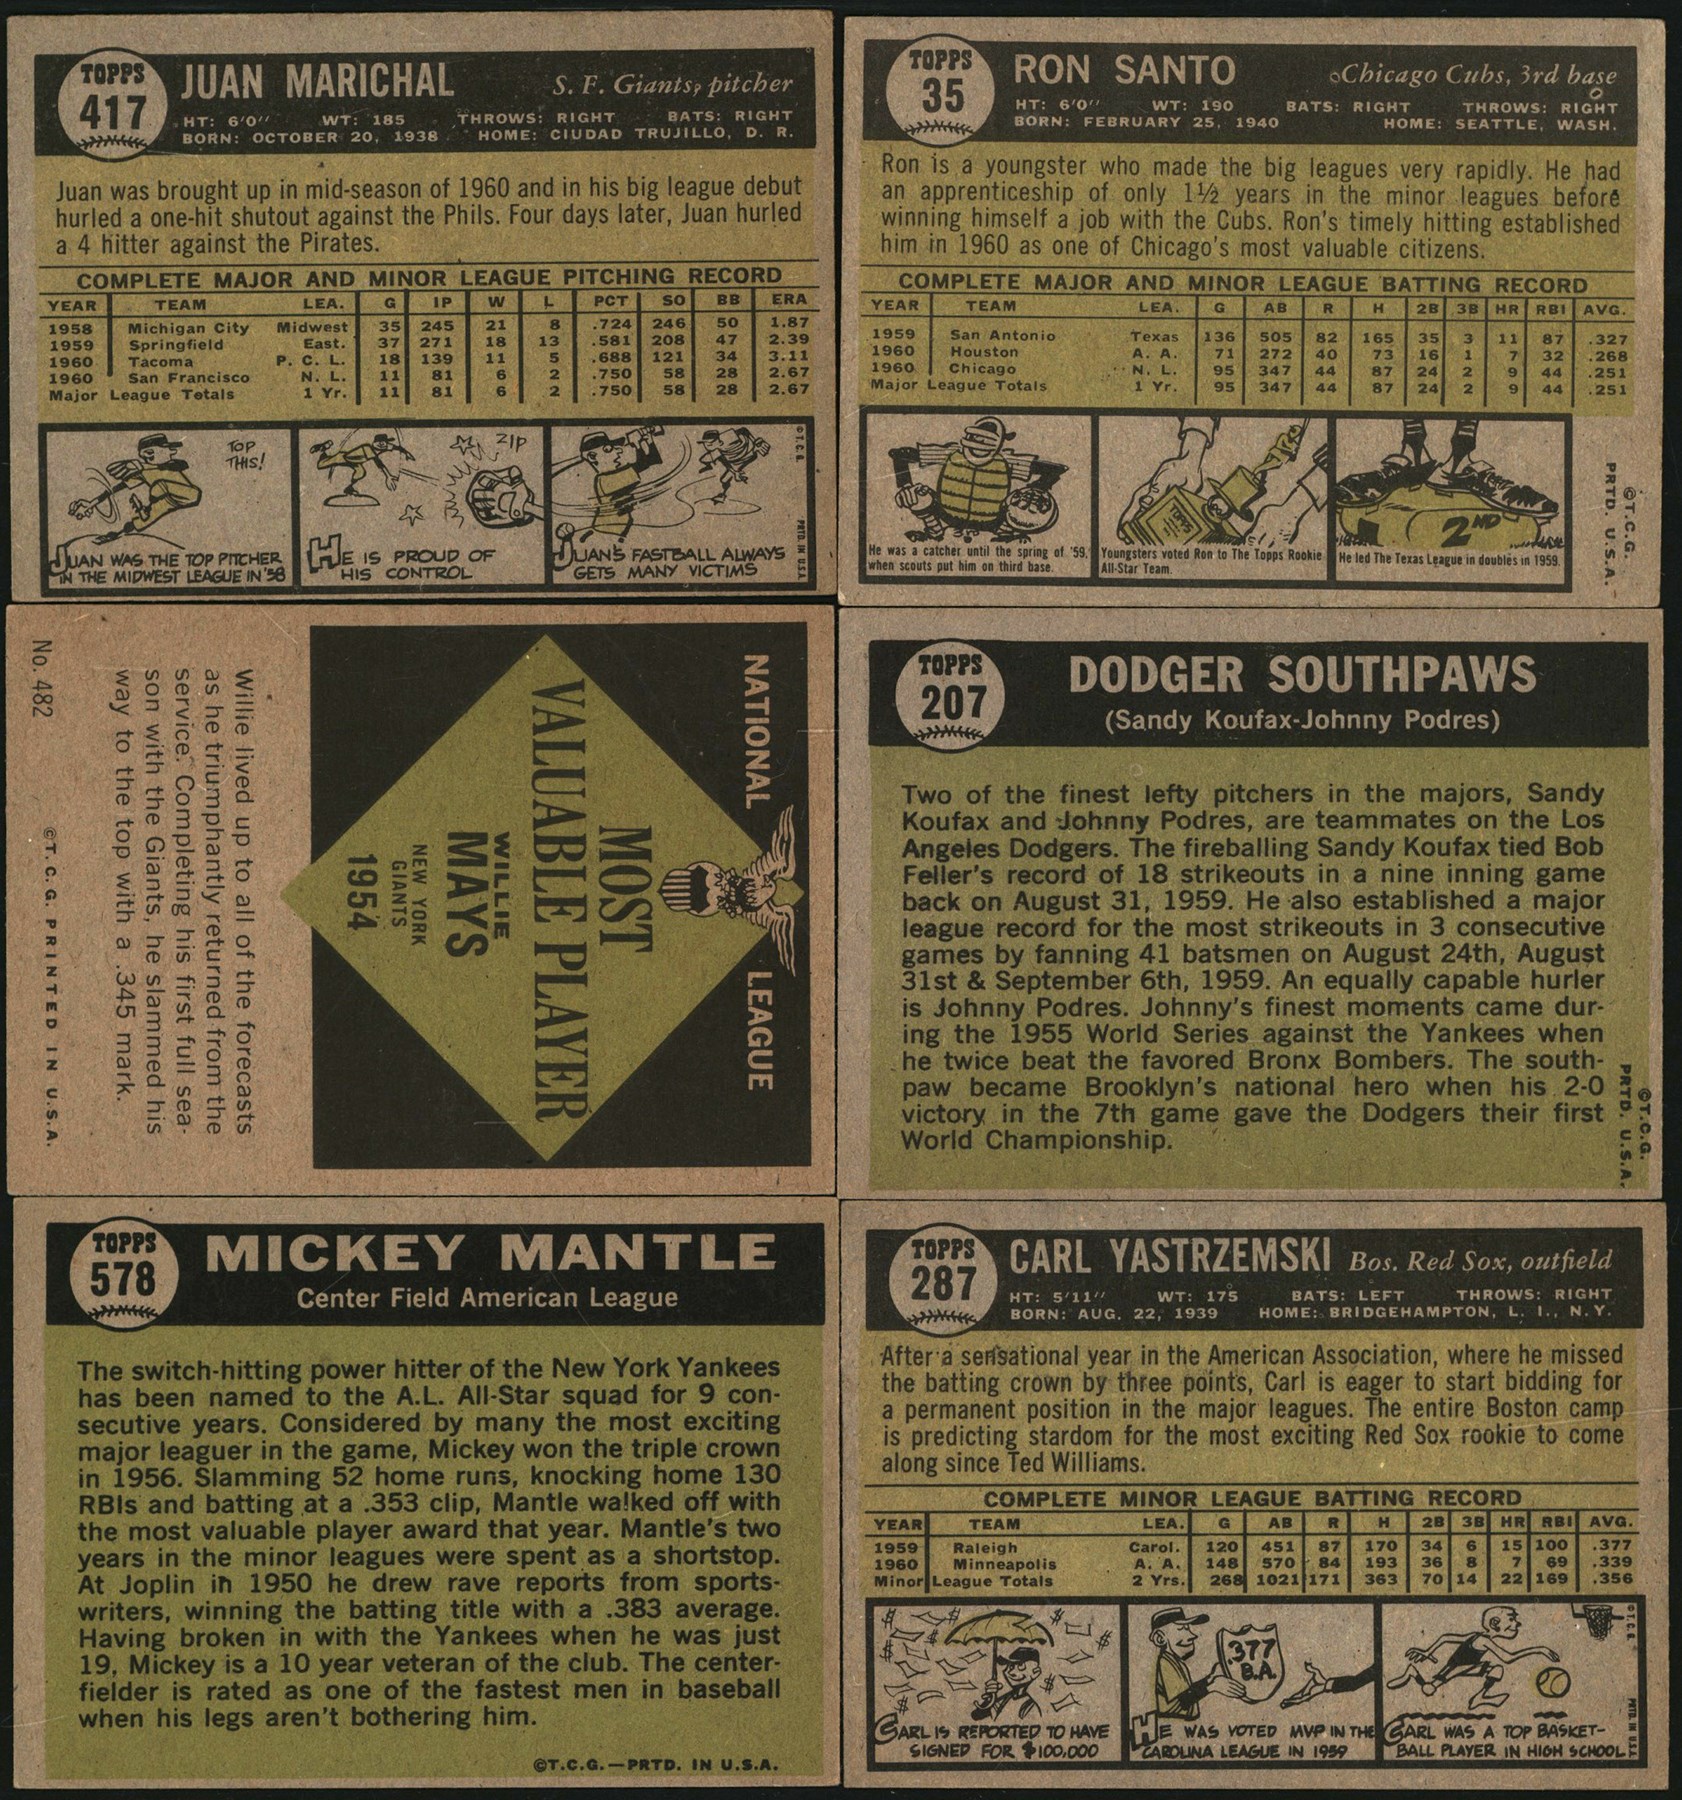 TOPPS
417
JUAN MARICHAL
S. F. Giants, pitcher
HT: 6'0" WT: 185 THROWS: RIGHT BATS: RIGHT
BORN: OCTOBER 20, 1938 HOME: CIUDAD TRUJILLO, D. R.
Juan was brought up in mid-season of 1960 and in his big league debut
hurled a one-hit shutout against the Phils. Four days later, Juan hurled
a 4 hitter against the Pirates.
COMPLETE MAJOR AND MINOR LEAGUE PITCHING RECORD
YEAR TEAM LEA. G IP W L PCT SO BB ERA
1958 Michigan City Midwest 35 245 21 8 .724 246 50 1.87
1959 Springfield East. 37 271 18 13 .581 208 47 2.39
1960 Tacoma P. C. L. 18 139 11 5 .688 121 34 3.11
1960 San Francisco N. L. 11 81 6 2 .750 58 28 2.67
Major League Totals 1 Yr. 11 81 6 2 .750 58 28 2.67
TOP
THIS!
JUAN WAS THE TOP PITCHER
IN THE MIDWEST LEAGUE IN '58
ZIP
HE IS PROUD OF
HIS CONTROL
JUAN'S FASTBALL ALWAYS
GETS MANY VICTIMS
©T.C.G. PRTD. IN U.S.A.
TOPPS
35
RON SANTO
Chicago Cubs, 3rd base
HT: 6'0" WT: 190 BATS: RIGHT THROWS: RIGHT
BORN: FEBRUARY 25, 1940 HOME: SEATTLE, WASH.
Ron is a youngster who made the big leagues very rapidly. He had
an apprenticeship of only 1½ years in the minor leagues before
winning himself a job with the Cubs. Ron's timely hitting established
him in 1960 as one of Chicago's most valuable citizens.
COMPLETE MAJOR AND MINOR LEAGUE BATTING RECORD
YEAR TEAM LEA. G AB R H 2B 3B HR RBI AVG.
1959 San Antonio Texas 136 505 82 165 35 3 11 87 .327
1960 Houston A. A. 71 272 40 73 16 1 7 32 .268
1960 Chicago N. L. 95 347 44 87 24 2 9 44 .251
Major League Totals 1 Yr. 95 347 44 87 24 2 9 44 .251
He was a catcher until the spring of '59,
when scouts put him on third base.
TOPPS
Youngsters voted Ron to The Topps Rookie
All-Star Team.
2ND
He led The Texas League in doubles in 1959.
©T.C.G.
PRTD. U.S.A.
NATIONAL LEAGUE
MOST
VALUABLE PLAYER
WILLIE
MAYS
NEW YORK
GIANTS
1954
Willie lived up to all of the forecasts
as he triumphantly returned from the
service. Completing his first full sea-
son with the Giants, he slammed his
way to the top with a .345 mark.
No. 482 ©T.C.G. PRINTED IN U.S.A.
TOPPS
207
DODGER SOUTHPAWS
(Sandy Koufax-Johnny Podres)
Two of the finest lefty pitchers in the majors, Sandy
Koufax and Johnny Podres, are teammates on the Los
Angeles Dodgers. The fireballing Sandy Koufax tied Bob
Feller's record of 18 strikeouts in a nine inning game
back on August 31, 1959. He also established a major
league record for the most strikeouts in 3 consecutive
games by fanning 41 batsmen on August 24th, August
31st & September 6th, 1959. An equally capable hurler
is Johnny Podres. Johnny's finest moments came dur-
ing the 1955 World Series against the Yankees when
he twice beat the favored Bronx Bombers. The south-
paw became Brooklyn's national hero when his 2-0
victory in the 7th game gave the Dodgers their first
World Championship.
©T.C.G.
PRTD. U.S.A.
TOPPS
578
MICKEY MANTLE
Center Field American League
The switch-hitting power hitter of the New York Yankees
has been named to the A.L. All-Star squad for 9 con-
secutive years. Considered by many the most exciting
major leaguer in the game, Mickey won the triple crown
in 1956. Slamming 52 home runs, knocking home 130
RBIs and batting at a .353 clip, Mantle walked off with
the most valuable player award that year. Mantle's two
years in the minor leagues were spent as a shortstop.
At Joplin in 1950 he drew rave reports from sports-
writers, winning the batting title with a .383 average.
Having broken in with the Yankees when he was just
19, Mickey is a 10 year veteran of the club. The center-
fielder is rated as one of the fastest men in baseball
when his legs aren't bothering him.
©T.C.G.—PRTD. IN U.S.A.
TOPPS
287
CARL YASTRZEMSKI
Bos. Red Sox, outfield
HT: 5'11" WT: 175 BATS: LEFT THROWS: RIGHT
BORN: AUG. 22, 1939 HOME: BRIDGEHAMPTON, L. I., N. Y.
After a sensational year in the American Association, where he missed
the batting crown by three points, Carl is eager to start bidding for
a permanent position in the major leagues. The entire Boston camp
is predicting stardom for the most exciting Red Sox rookie to come
along since Ted Williams.
COMPLETE MINOR LEAGUE BATTING RECORD
YEAR TEAM LEA. G AB R H 2B 3B HR RBI AVG.
1959 Raleigh Carol. 120 451 87 170 34 6 15 100 .377
1960 Minneapolis A. A. 148 570 84 193 36 8 7 69 .339
Minor League Totals 2 Yrs. 268 1021 171 363 70 14 22 169 .356
CARL IS REPORTED TO HAVE
SIGNED FOR $100,000
.377
B.A.
HE WAS VOTED MVP IN THE
CAROLINA LEAGUE IN 1959
CARL WAS A TOP BASKET-
BALL PLAYER IN HIGH SCHOOL
©T.C.G. PRTD. IN U.S.A.